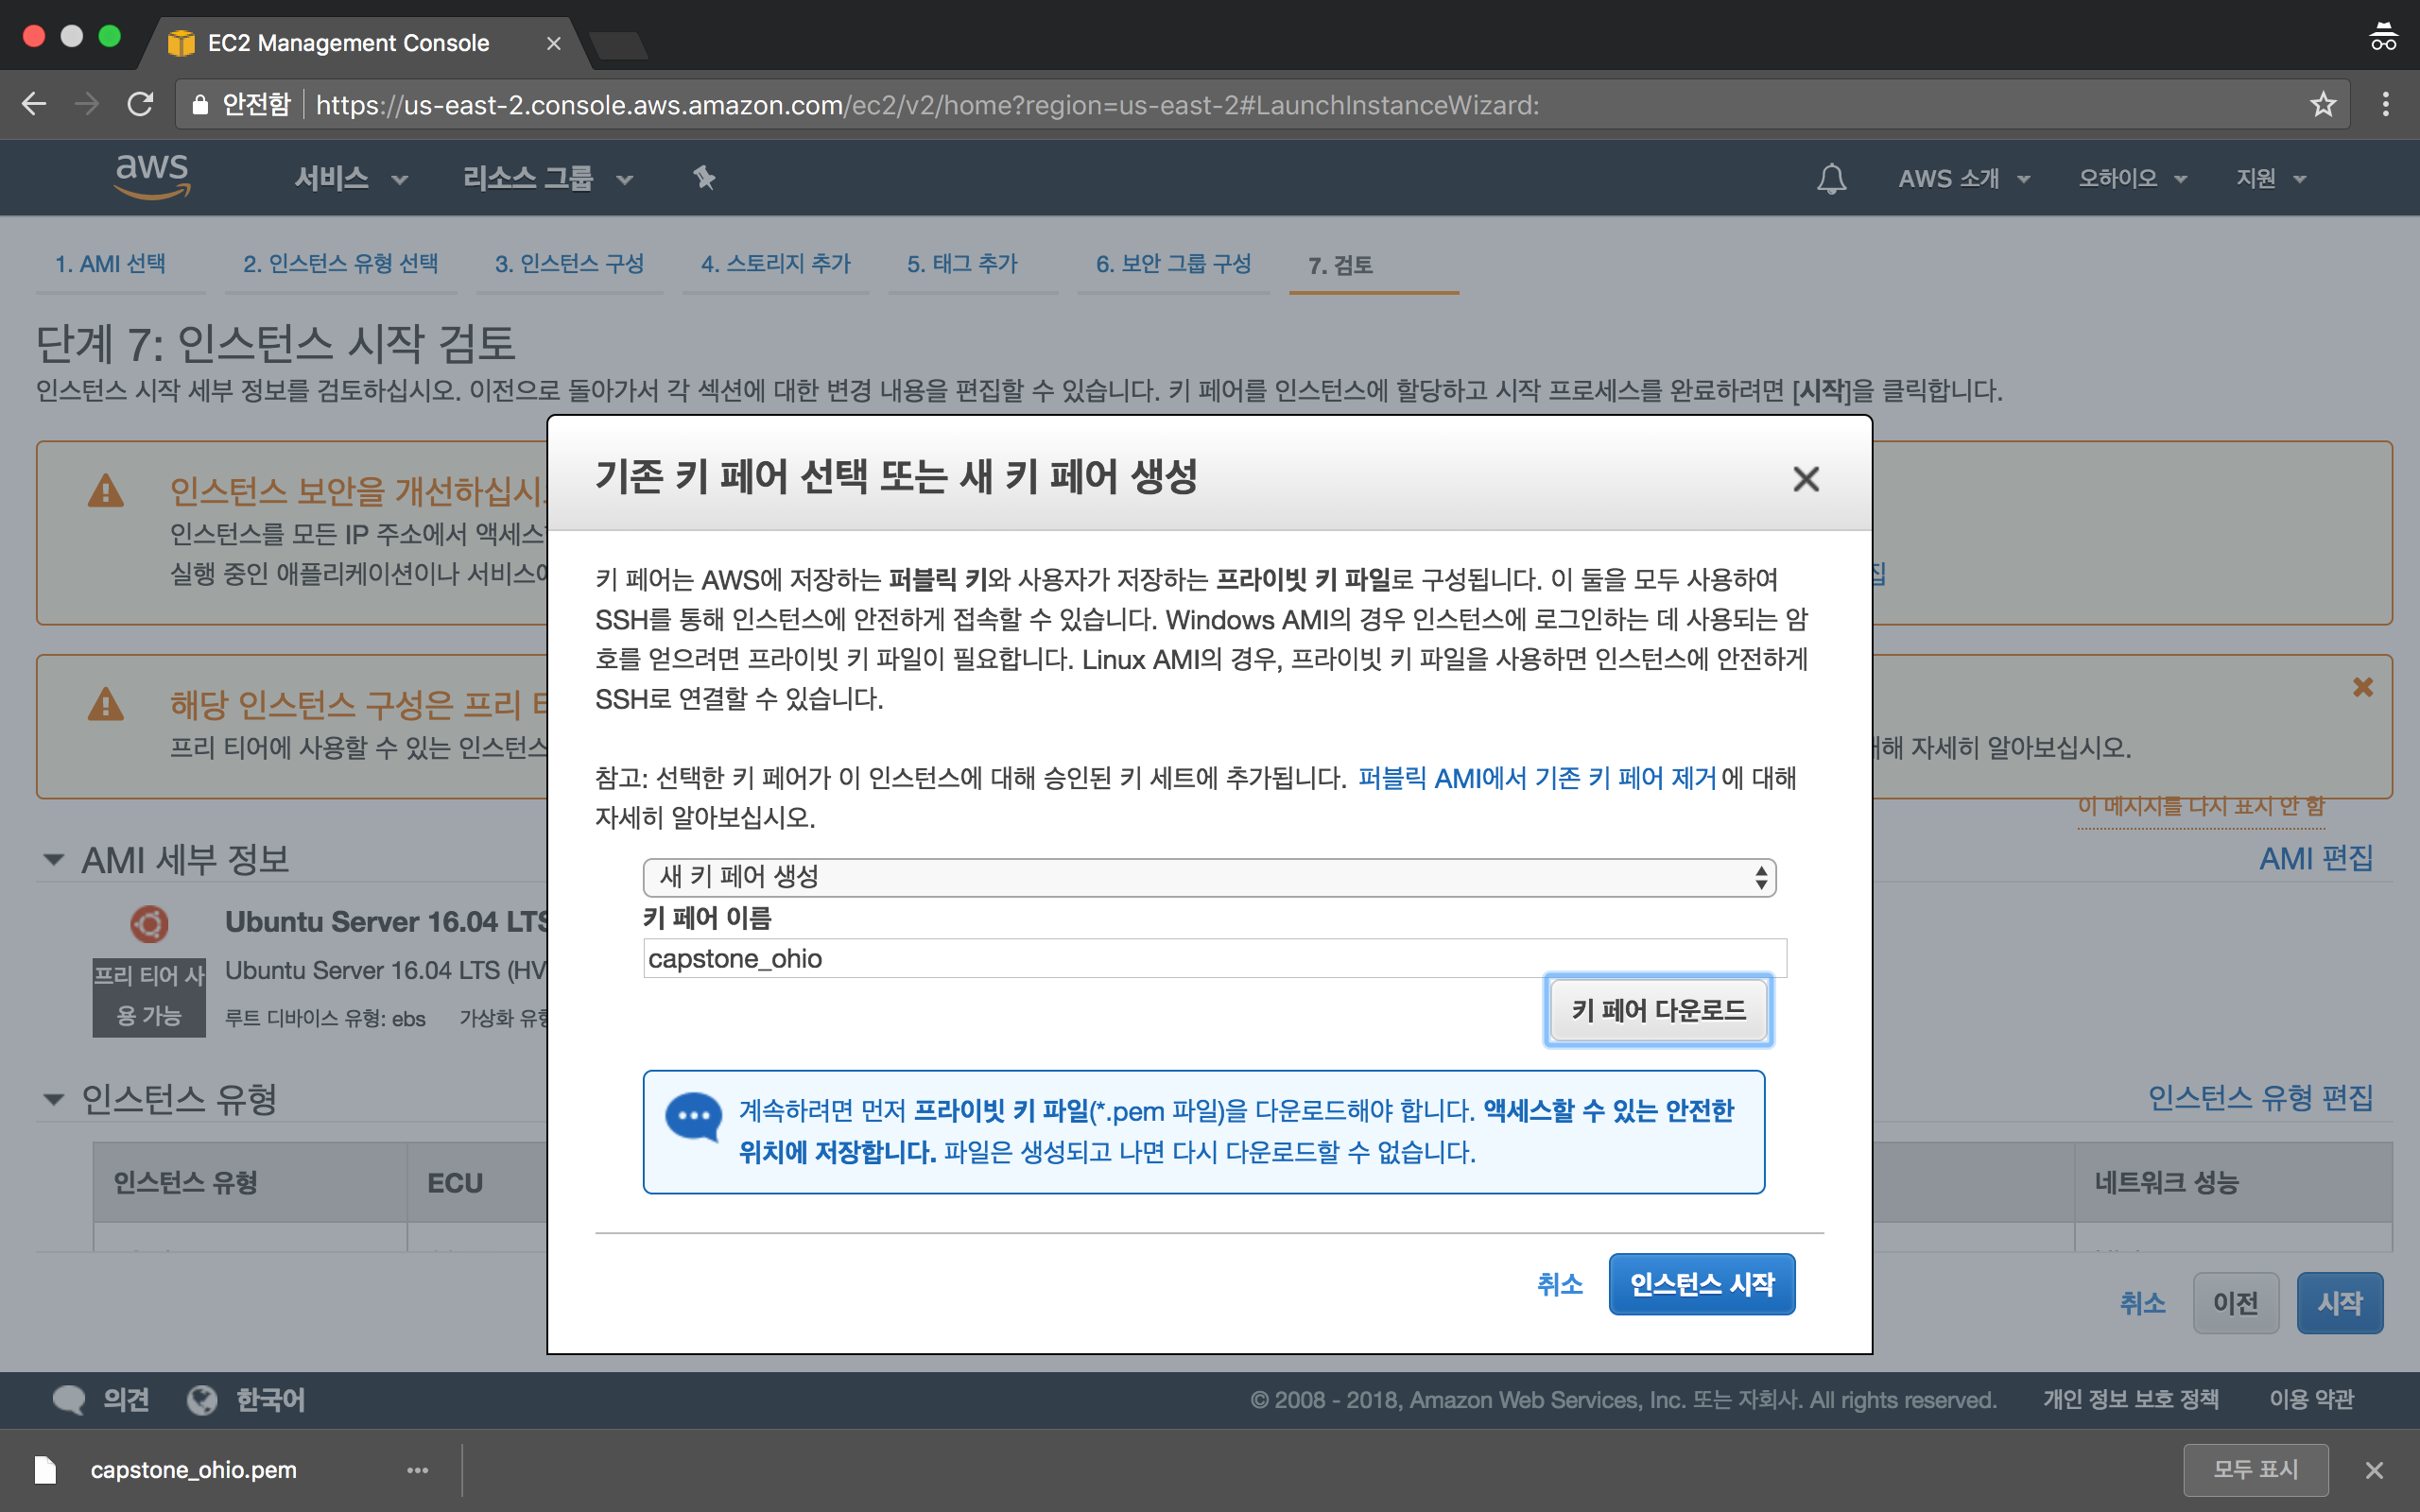 EC2 Management Console
안전함 https://us-east-2.console.aws.amazon.com/ec2/v2/home?region=us-east-2#LaunchInstanceWizard:
aws 서비스 리소스 그룹 AWS 소개 오하이오 지원
1. AMI 선택 2. 인스턴스 유형 선택 3. 인스턴스 구성 4. 스토리지 추가 5. 태그 추가 6. 보안 그룹 구성 7. 검토
단계 7: 인스턴스 시작 검토
인스턴스 시작 세부 정보를 검토하십시오. 이전으로 돌아가서 각 섹션에 대한 변경 내용을 편집할 수 있습니다. 키 페어를 인스턴스에 할당하고 시작 프로세스를 완료하려면 [시작]을 클릭합니다.
인스턴스 보안을 개선하십시
인스턴스를 모든 IP 주소에서 액세스
실행 중인 애플리케이션이나 서비스에
해당 인스턴스 구성은 프리
프리 티어에 사용할 수 있는 인스턴스
대해 자세히 알아보십시오.
이 메시지를 다시 표시 안 함
AMI 세부 정보
AMI 편집
Ubuntu Server 16.04 LTS
프리 티어 사용 가능
Ubuntu Server 16.04 LTS (HV
루트 디바이스 유형: ebs 가상화 유형
인스턴스 유형
인스턴스 유형 편집
인스턴스 유형 ECU 네트워크 성능
취소 이전 시작
기존 키 페어 선택 또는 새 키 페어 생성
키 페어는 AWS에 저장하는 퍼블릭 키와 사용자가 저장하는 프라이빗 키 파일로 구성됩니다. 이 둘을 모두 사용하여
SSH를 통해 인스턴스에 안전하게 접속할 수 있습니다. Windows AMI의 경우 인스턴스에 로그인하는 데 사용되는 암
호를 얻으려면 프라이빗 키 파일이 필요합니다. Linux AMI의 경우, 프라이빗 키 파일을 사용하면 인스턴스에 안전하게
SSH로 연결할 수 있습니다.
참고: 선택한 키 페어가 이 인스턴스에 대해 승인된 키 세트에 추가됩니다. 퍼블릭 AMI에서 기존 키 페어 제거 에 대해
자세히 알아보십시오.
새 키 페어 생성
키 페어 이름
capstone_ohio
키 페어 다운로드
계속하려면 먼저 프라이빗 키 파일(*.pem 파일)을 다운로드해야 합니다. 액세스할 수 있는 안전한
위치에 저장합니다. 파일은 생성되고 나면 다시 다운로드할 수 없습니다.
취소 인스턴스 시작
의견 한국어 © 2008 - 2018, Amazon Web Services, Inc. 또는 자회사. All rights reserved. 개인 정보 보호 정책 이용 약관
capstone_ohio.pem 모두 표시